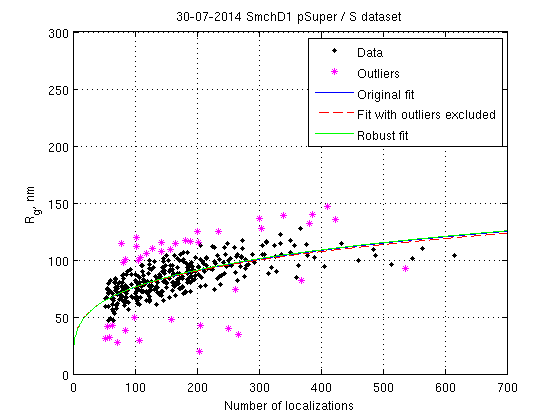 30-07-2014 SmchD1 pSuper / S dataset
Data
Outliers
Original fit
Fit with outliers excluded
Robust fit
300
250
200
150
100
50
0
Rg, nm
0 100 200 300 400 500 600 700
Number of localizations